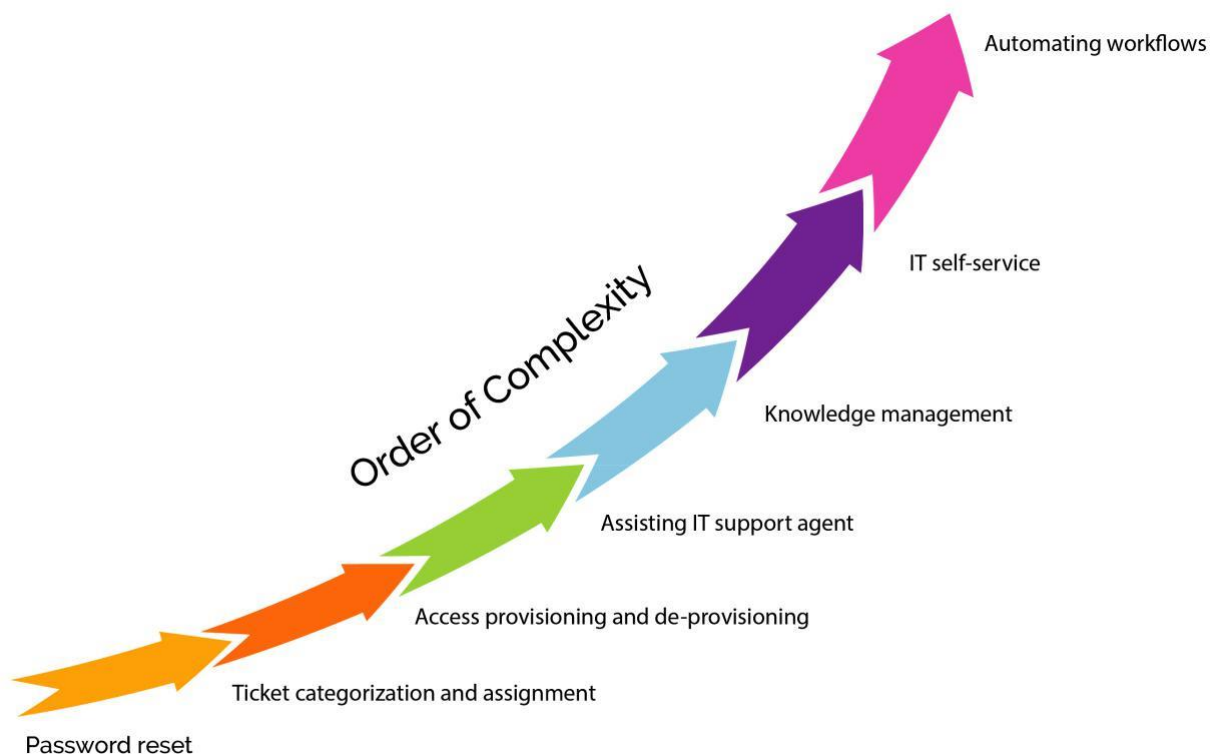 Automating workflows
IT self-service
Order of Complexity
Knowledge management
Assisting IT support agent
Access provisioning and de-provisioning
Ticket categorization and assignment
Password reset